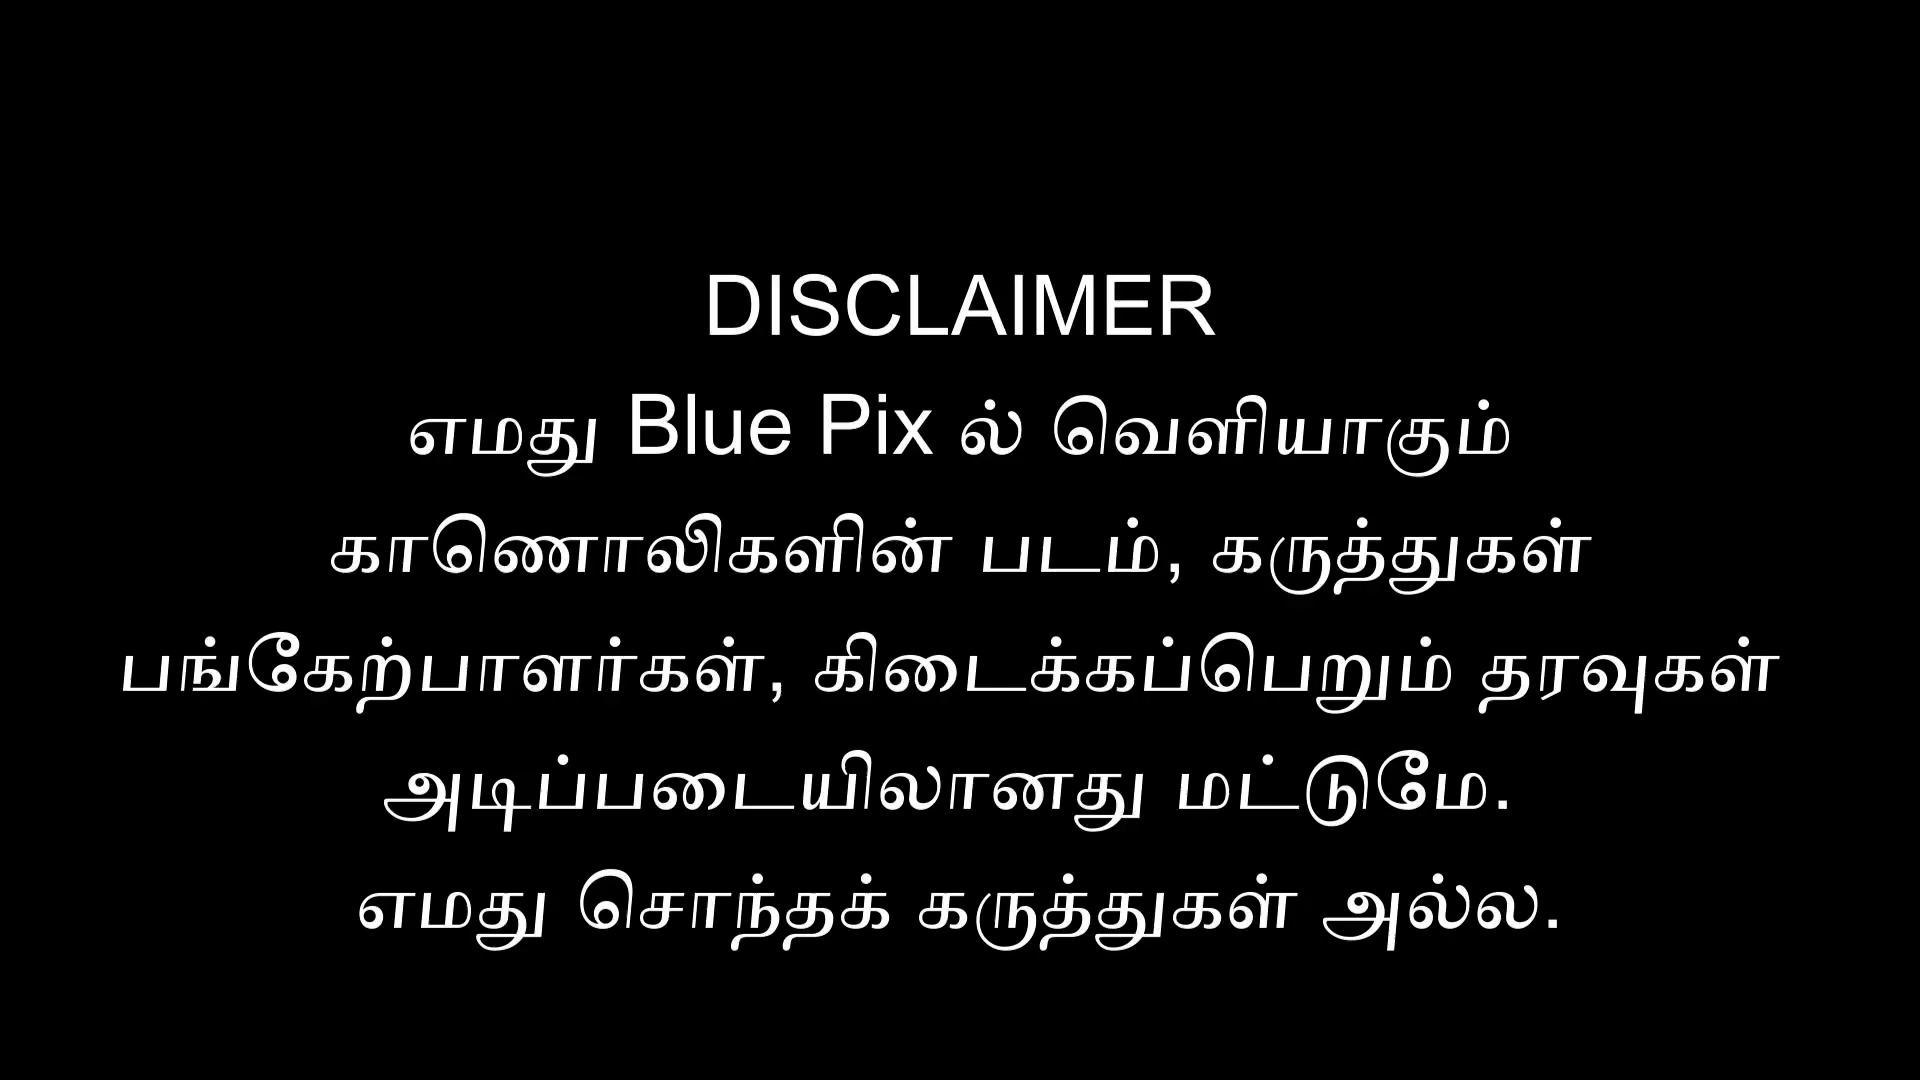 DISCLAIMER
எமது Blue Pix ல் வெளியாகும்
காணொலிகளின் படம், கருத்துகள்
பங்கேற்பாளர்கள், கிடைக்கப்பெறும் தரவுகள்
அடிப்படையிலானது மட்டுமே.
எமது சொந்தக் கருத்துகள் அல்ல.